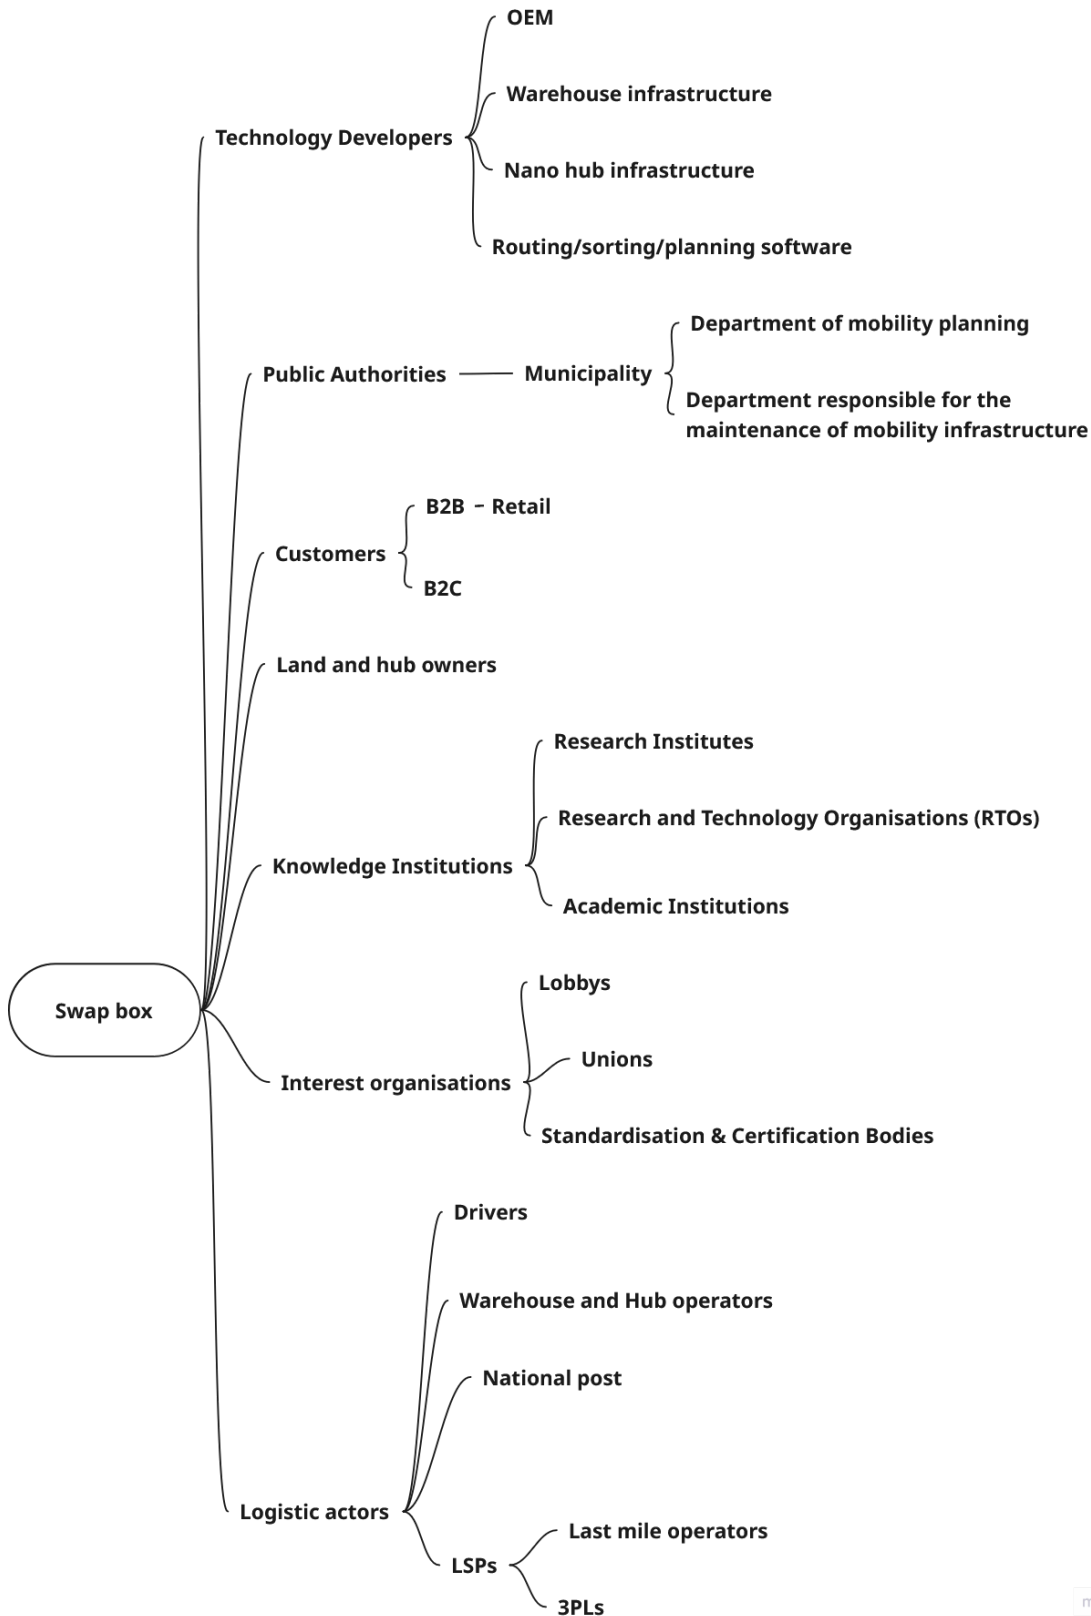 OEM
Warehouse infrastructure
Technology Developers
Nano hub infrastructure
Routing/sorting/planning software
Department of mobility planning
Public Authorities
Municipality
Department responsible for the
maintenance of mobility infrastructure
B2B
Retail
Customers
B2C
Land and hub owners
Research Institutes
Research and Technology Organisations (RTOs)
Knowledge Institutions
Academic Institutions
Lobbys
Swap box
Unions
Interest organisations
Standardisation & Certification Bodies
Drivers
Warehouse and Hub operators
National post
Logistic actors
Last mile operators
LSPs
3PLs